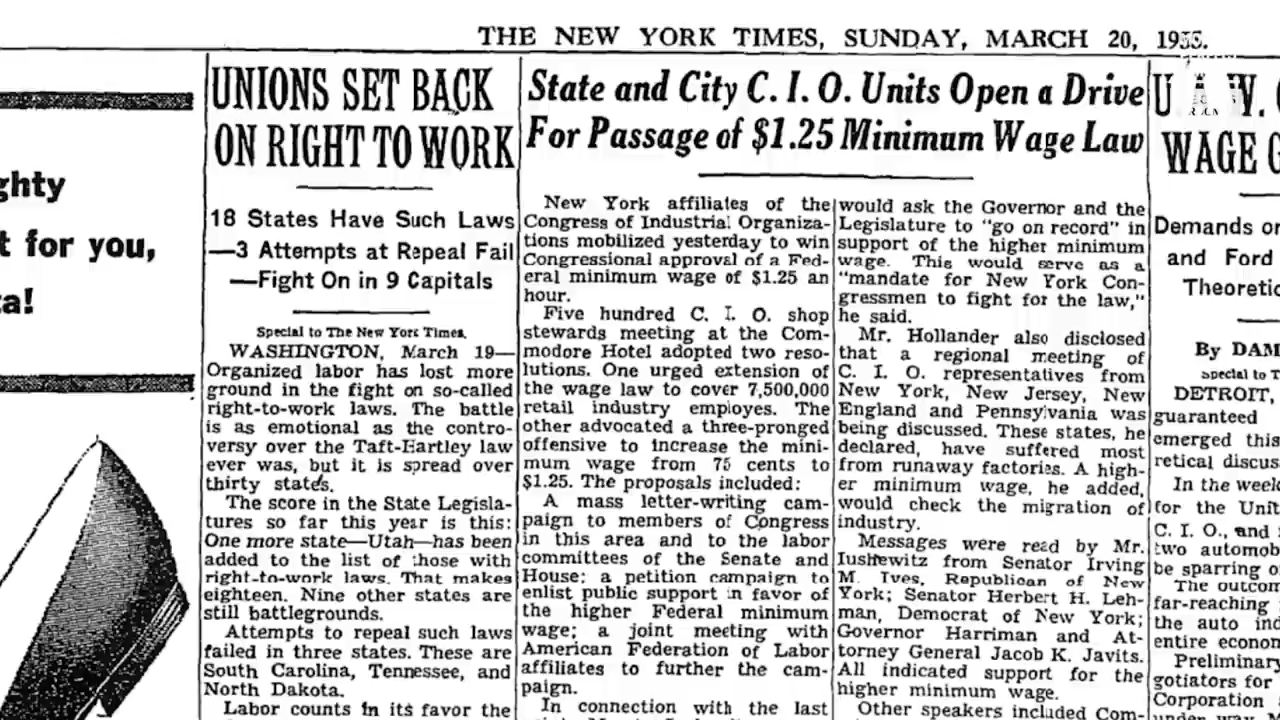 THE NEW YORK TIMES, SUNDAY, MARCH 20, 1955.
ghty
t for you,
ta!
UNIONS SET BACK
ON RIGHT TO WORK
18 States Have Such Laws
—3 Attempts at Repeal Fail
—Fight On in 9 Capitals
Special to The New York Times.
WASHINGTON, March 19—
Organized labor has lost more
ground in the fight on so-called
right-to-work laws. The battle
is as emotional as the contro-
versy over the Taft-Hartley law
ever was, but it is spread over
thirty states.
The score in the State Legisla-
tures so far this year is this:
One more state—Utah—has been
added to the list of those with
right-to-work laws. That makes
eighteen. Nine other states are
still battlegrounds.
Attempts to repeal such laws
failed in three states. These are
South Carolina, Tennessee, and
North Dakota.
Labor counts in its favor the
State and City C. I. O. Units Open a Drive
For Passage of $1.25 Minimum Wage Law
New York affiliates of the
Congress of Industrial Organiza-
tions mobilized yesterday to win
Congressional approval of a Fed-
eral minimum wage of $1.25 an
hour.
Five hundred C. I. O. shop
stewards meeting at the Com-
modore Hotel adopted two reso-
lutions. One urged extension of
the wage law to cover 7,500,000
retail industry employes. The
other advocated a three-pronged
offensive to increase the mini-
mum wage from 75 cents to
$1.25. The proposals included:
A mass letter-writing cam-
paign to members of Congress
in this area and to the labor
committees of the Senate and
House; a petition campaign to
enlist public support in favor of
the higher Federal minimum
wage; a joint meeting with
American Federation of Labor
affiliates to further the cam-
paign.
In connection with the last
would ask the Governor and the
Legislature to "go on record" in
support of the higher minimum
wage. This would serve as a
"mandate for New York Con-
gressmen to fight for the law,"
he said.
Mr. Hollander also disclosed
that a regional meeting of
C. I. O. representatives from
New York, New Jersey, New
England and Pennsylvania was
being discussed. These states, he
declared, have suffered most
from runaway factories. A high-
er minimum wage, he added,
would check the migration of
industry.
Messages were read by Mr.
Iushewitz from Senator Irving
M. Ives, Republican of New
York; Senator Herbert H. Leh-
man, Democrat of New York;
Governor Harriman and At-
torney General Jacob K. Javits.
All indicated support for the
higher minimum wage.
Other speakers included Com-
U. A. W.
WAGE G
Demands on
and Ford
Theoretic
By DAM
Special to T
DETROIT,
guaranteed
emerged this
retical discus
In the week
for the Unit
C. I. O., and
two automob
be sparring o
The outcom
far-reaching
the auto ind
entire econom
Preliminary
gotiators for
Corporation